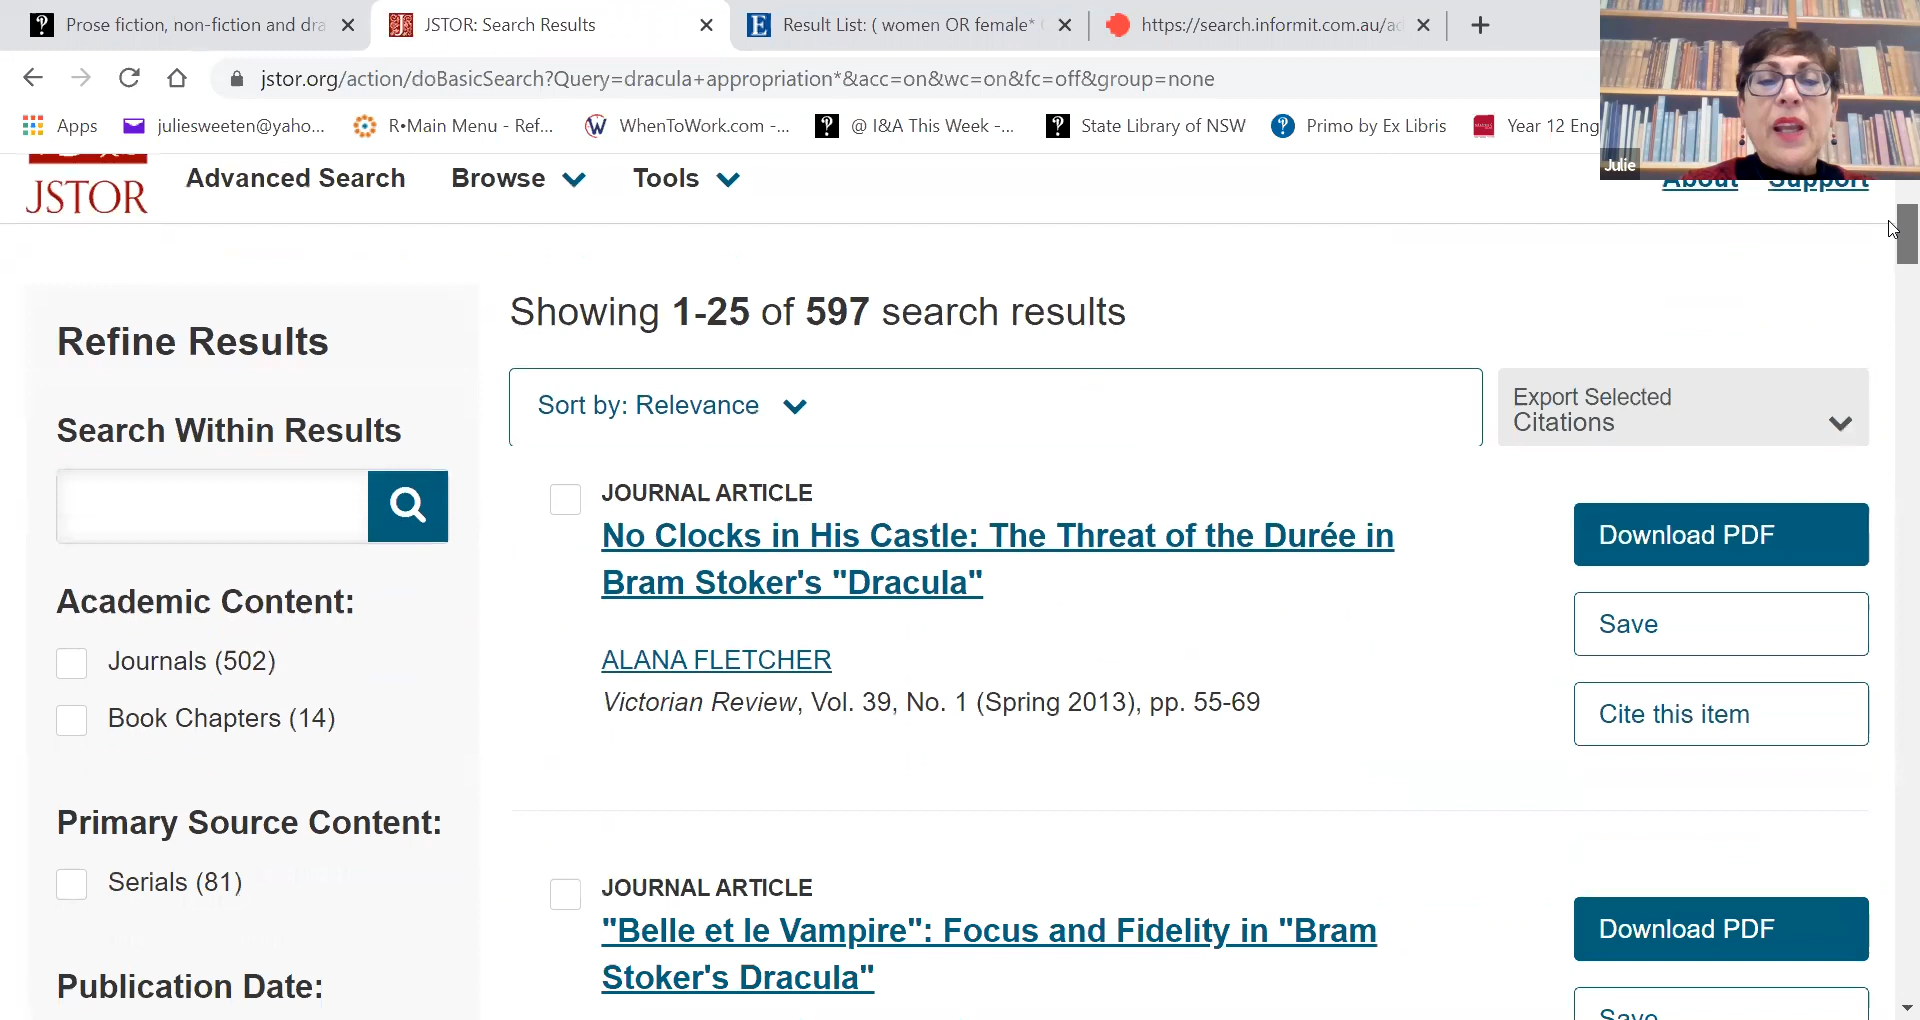 Prose fiction, non-fiction and dra
JSTOR: Search Results
Result List: ( women OR female*
https://search.informit.com.au/ad
jstor.org/action/doBasicSearch?Query=dracula+appropriation*&acc=on&wc=on&fc=off&group=none
Apps
juliesweeten@yaho...
R•Main Menu - Ref...
WhenToWork.com -...
@ I&A This Week -...
State Library of NSW
Primo by Ex Libris
Year 12 Eng
Julie
JSTOR
Advanced Search
Browse
Tools
About
Support
Refine Results
Search Within Results
Academic Content:
Journals (502)
Book Chapters (14)
Primary Source Content:
Serials (81)
Publication Date:
Showing 1-25 of 597 search results
Sort by: Relevance
Export Selected
Citations
JOURNAL ARTICLE
No Clocks in His Castle: The Threat of the Durée in
Bram Stoker's "Dracula"
ALANA FLETCHER
Victorian Review, Vol. 39, No. 1 (Spring 2013), pp. 55-69
Download PDF
Save
Cite this item
JOURNAL ARTICLE
"Belle et le Vampire": Focus and Fidelity in "Bram
Stoker's Dracula"
Download PDF
Save